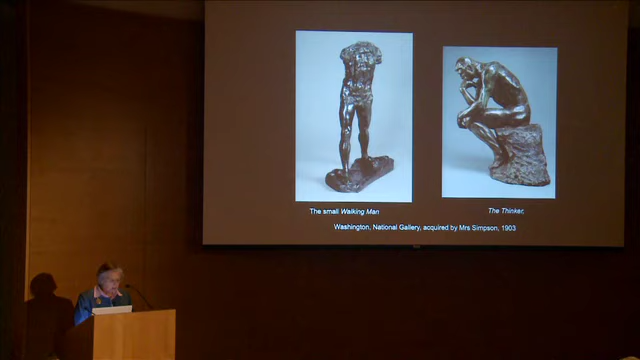 The small Walking Man
The Thinker,
Washington, National Gallery, acquired by Mrs Simpson, 1903